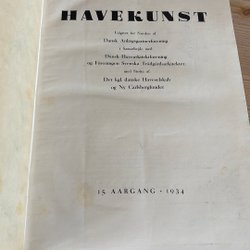 HAVEKUNST
Udgivet for Norden af
Dansk Anlægsgartnerforening
i Samarbejde med
Dansk Havearkitektforening
og Föreningen Svenska Trädgårdsarkitekter
med Støtte af
Det kgl. danske Haveselskab
og Ny Carlsbergfondet
15. AARGANG · 1934